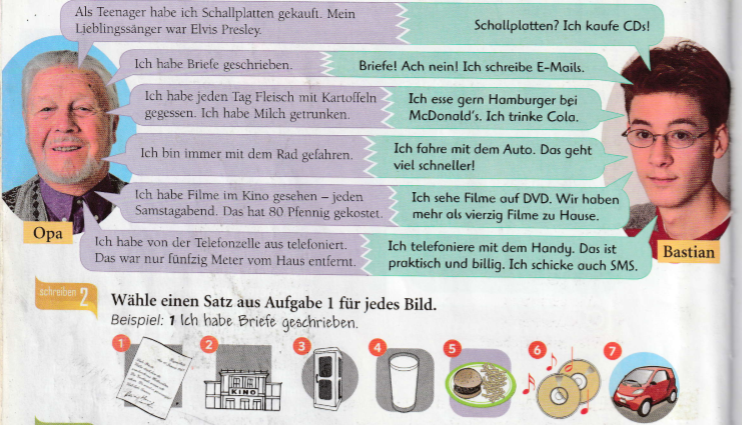 Als Teenager habe ich Schallplatten gekauft. Mein
Lieblingssänger war Elvis Presley.
Schallplatten? Ich kaufe CDs!
Ich habe Briefe geschrieben.
Briefe! Ach nein! Ich schreibe E-Mails.
Ich habe jeden Tag Fleisch mit Kartoffeln
gegessen. Ich habe Milch getrunken.
Ich esse gern Hamburger bei
McDonald's. Ich trinke Cola.
Ich bin immer mit dem Rad gefahren.
Ich fahre mit dem Auto. Das geht
viel schneller!
Ich habe Filme im Kino gesehen – jeden
Samstagabend. Das hat 80 Pfennig gekostet.
Ich sehe Filme auf DVD. Wir haben
mehr als vierzig Filme zu Hause.
Opa
Ich habe von der Telefonzelle aus telefoniert.
Das war nur fünfzig Meter vom Haus entfernt.
Ich telefoniere mit dem Handy. Das ist
praktisch und billig. Ich schicke auch SMS.
Bastian
schreiben 2
Wähle einen Satz aus Aufgabe 1 für jedes Bild.
Beispiel: 1 Ich habe Briefe geschrieben.
1
2
3
4
5
6
7
KINO